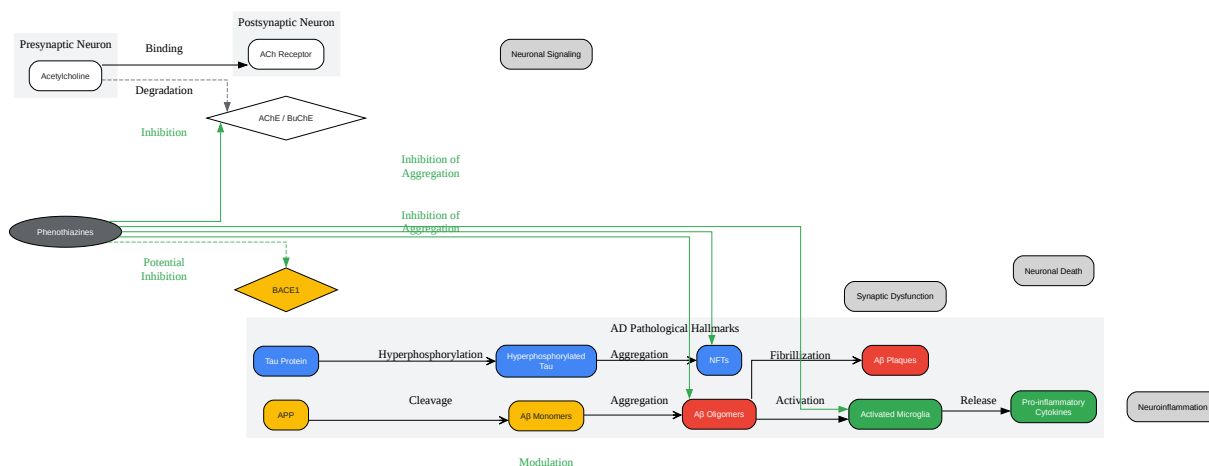 Postsynaptic Neuron
Presynaptic Neuron
Binding
ACh Receptor
Neuronal Signaling
Acetylcholine
Degradation
AChE / BuChE
Inhibition
Inhibition of
Aggregation
Inhibition of
Aggregation
Phenothiazines
Potential
Inhibition
BACE1
Neuronal Death
Synaptic Dysfunction
AD Pathological Hallmarks
Tau Protein
Hyperphosphorylation
Hyperphosphorylated
Tau
Aggregation
NFTs
Fibrillization
Aβ Plaques
APP
Cleavage
Aβ Monomers
Aggregation
Aβ Oligomers
Activation
Activated Microglia
Release
Pro-inflammatory
Cytokines
Neuroinflammation
Modulation